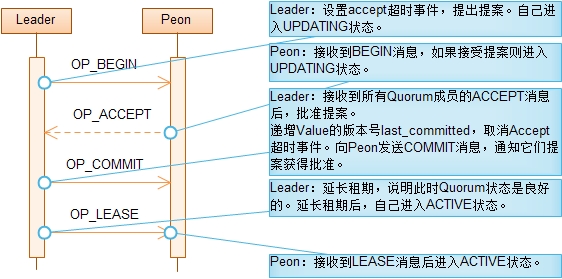 Leader
Peon
OP_BEGIN
OP_ACCEPT
OP_COMMIT
OP_LEASE
Leader：设置accept超时事件，提出提案。自己进
入UPDATING状态。
Peon：接收到BEGIN消息，如果接受提案则进入
UPDATING状态。
Leader：接收到所有Quorum成员的ACCEPT消息
后，批准提案。
递增Value的版本号last_committed，取消Accept
超时事件。向Peon发送COMMIT消息，通知它们提
案获得批准。
Leader：延长租期，说明此时Quorum状态是良好
的。延长租期后，自己进入ACTIVE状态。
Peon：接收到LEASE消息后进入ACTIVE状态。